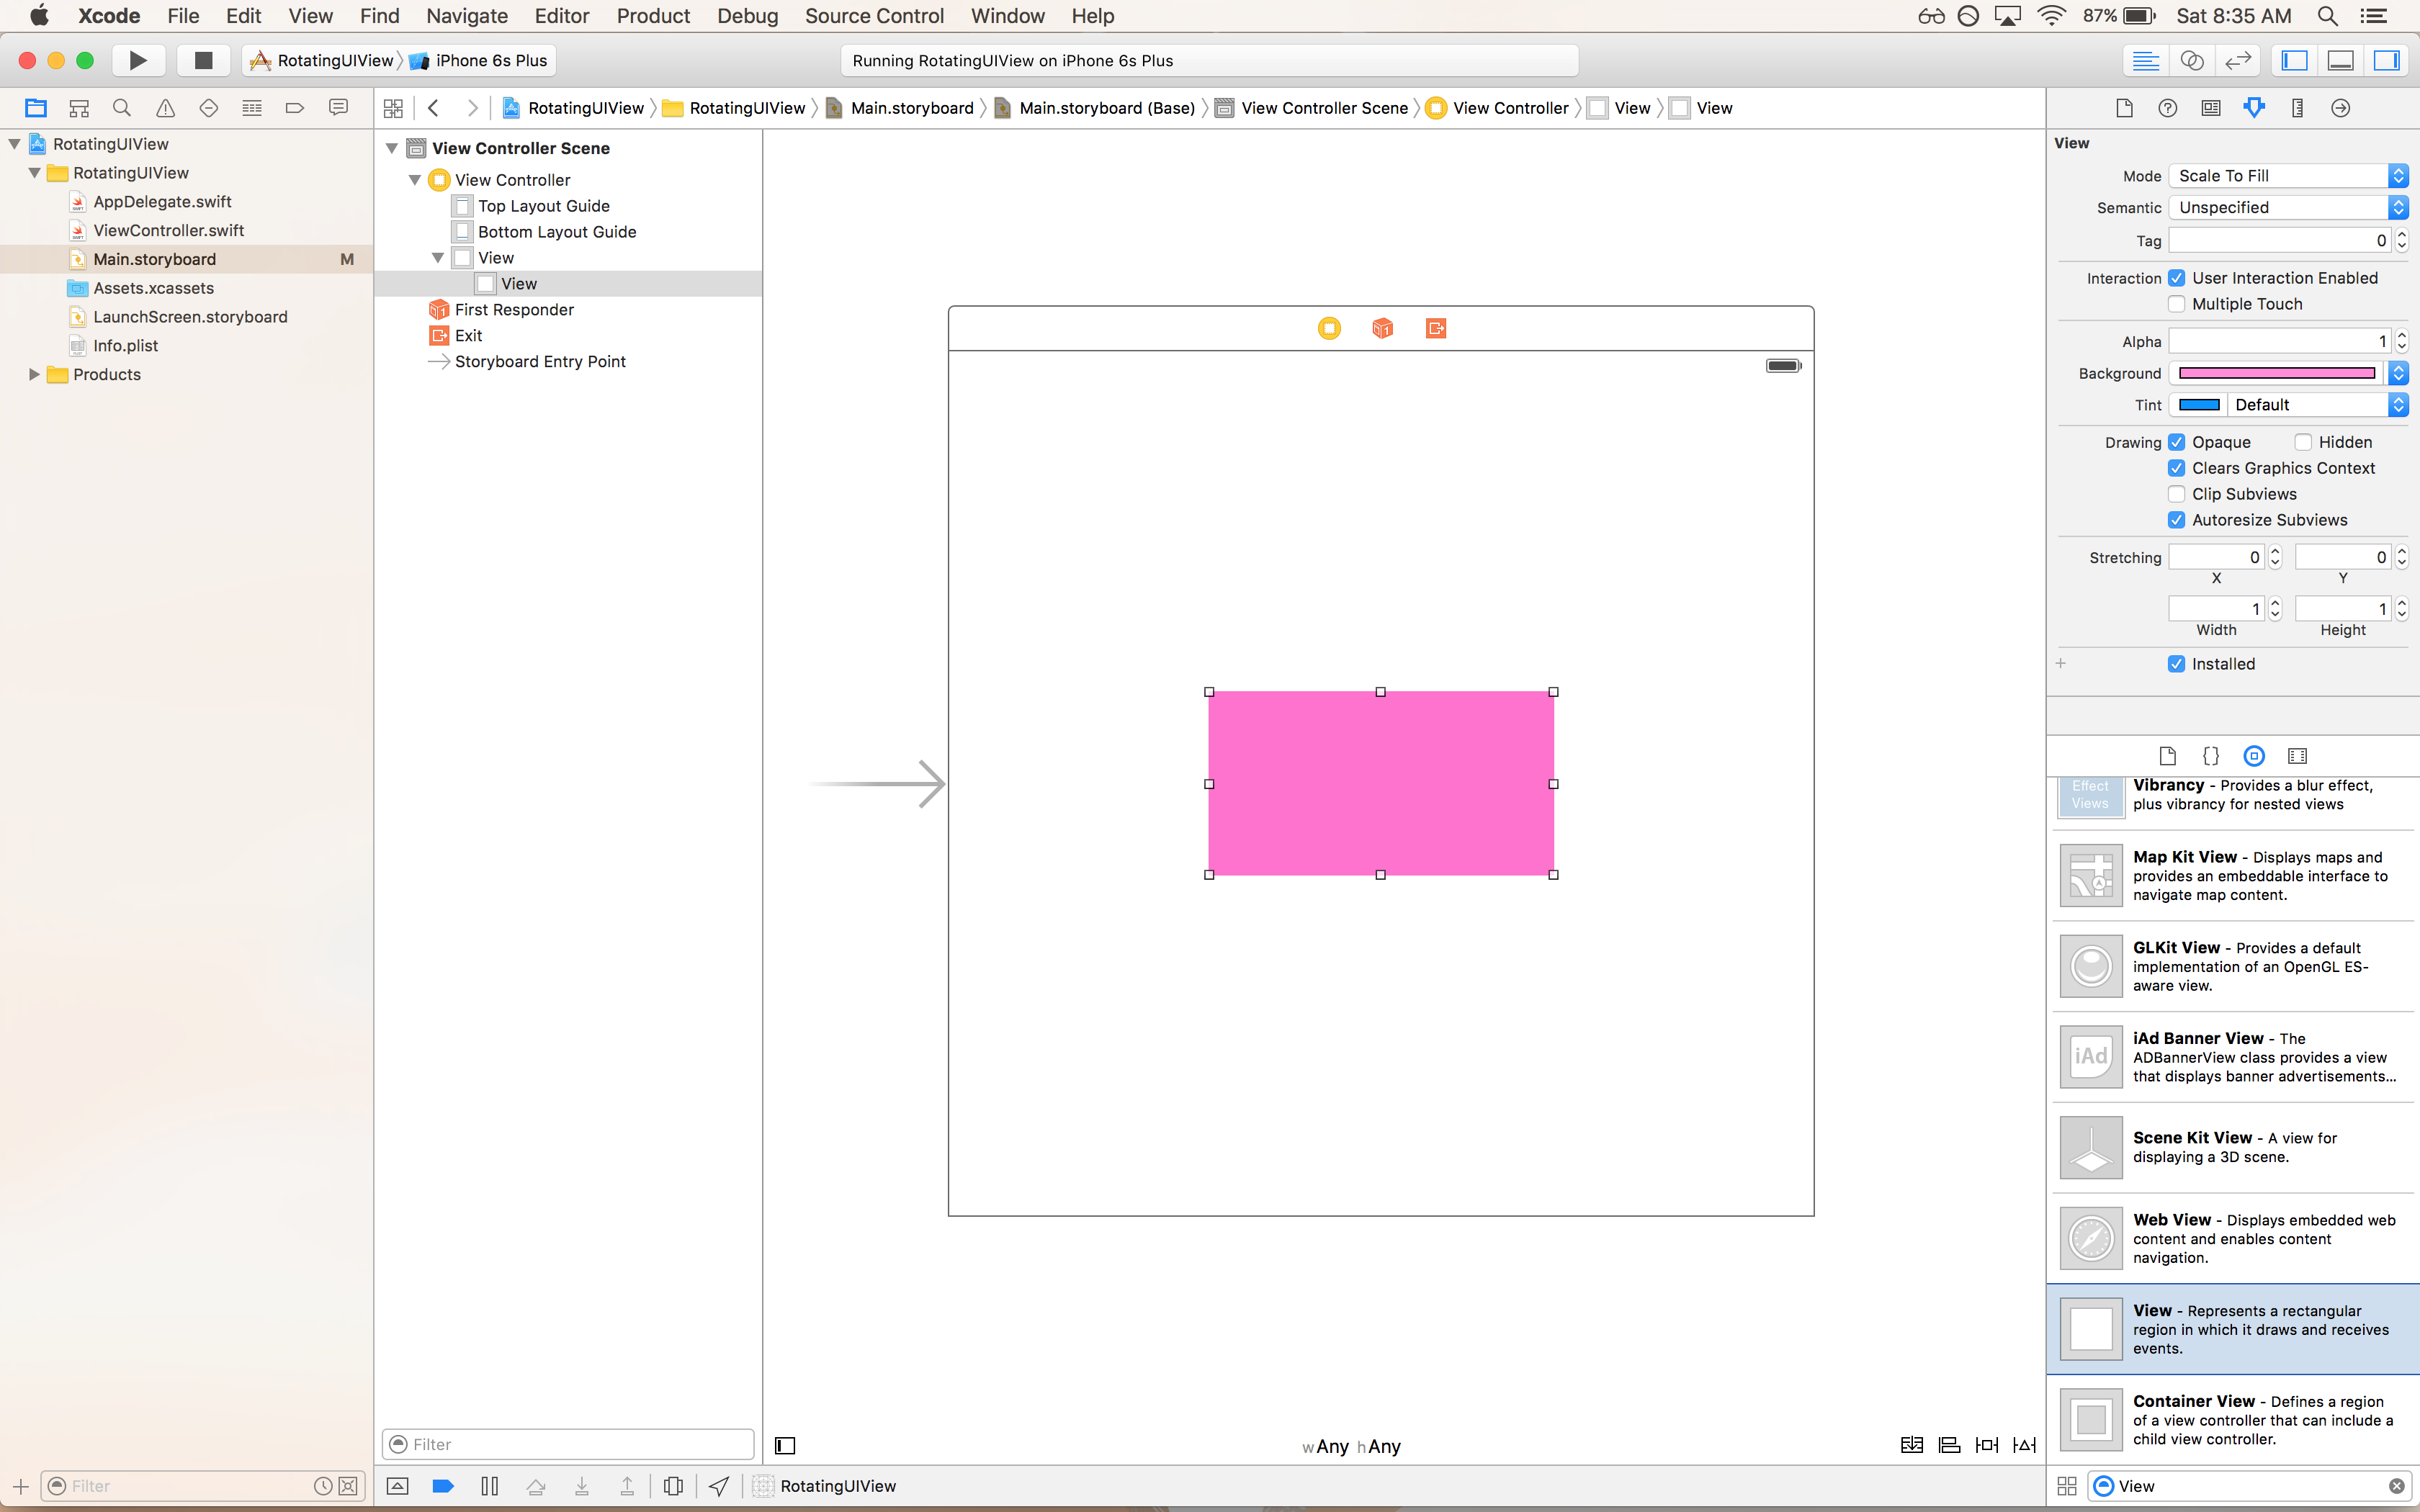 Xcode File Edit View Find Navigate Editor Product Debug Source Control Window Help 87% Sat 8:35 AM
RotatingUIView iPhone 6s Plus Running RotatingUIView on iPhone 6s Plus
RotatingUIView RotatingUIView Main.storyboard Main.storyboard (Base) View Controller Scene View Controller View View
RotatingUIView
RotatingUIView
AppDelegate.swift
ViewController.swift
Main.storyboard M
Assets.xcassets
LaunchScreen.storyboard
Info.plist
Products
Filter
View Controller Scene
View Controller
Top Layout Guide
Bottom Layout Guide
View
View
First Responder
Exit
Storyboard Entry Point
Filter
wAny hAny
RotatingUIView
View
Mode Scale To Fill
Semantic Unspecified
Tag 0
Interaction User Interaction Enabled
Multiple Touch
Alpha 1
Background
Tint Default
Drawing Opaque Hidden
Clears Graphics Context
Clip Subviews
Autoresize Subviews
Stretching 0 0
X Y
1 1
Width Height
Installed
Effect
Views
Vibrancy - Provides a blur effect,
plus vibrancy for nested views
Map Kit View - Displays maps and
provides an embeddable interface to
navigate map content.
GLKit View - Provides a default
implementation of an OpenGL ES-
aware view.
iAd
iAd Banner View - The
ADBannerView class provides a view
that displays banner advertisements...
Scene Kit View - A view for
displaying a 3D scene.
Web View - Displays embedded web
content and enables content
navigation.
View - Represents a rectangular
region in which it draws and receives
events.
Container View - Defines a region
of a view controller that can include a
child view controller.
View